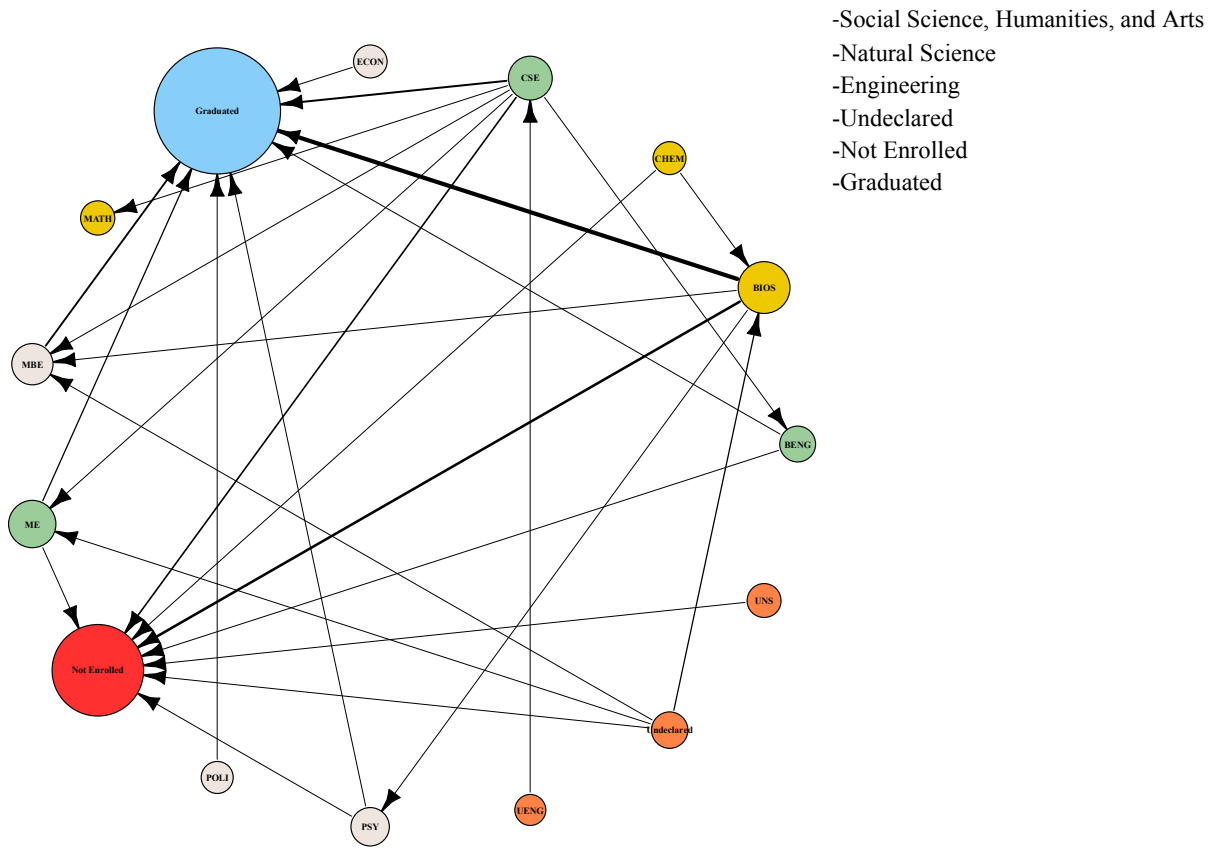 -Social Science, Humanities, and Arts
-Natural Science
-Engineering
-Undeclared
-Not Enrolled
-Graduated
ECON
CSE
Graduated
CHEM
MATH
BIOS
MBE
BENG
ME
UNS
Not Enrolled
Undeclared
POLI
UENG
PSY